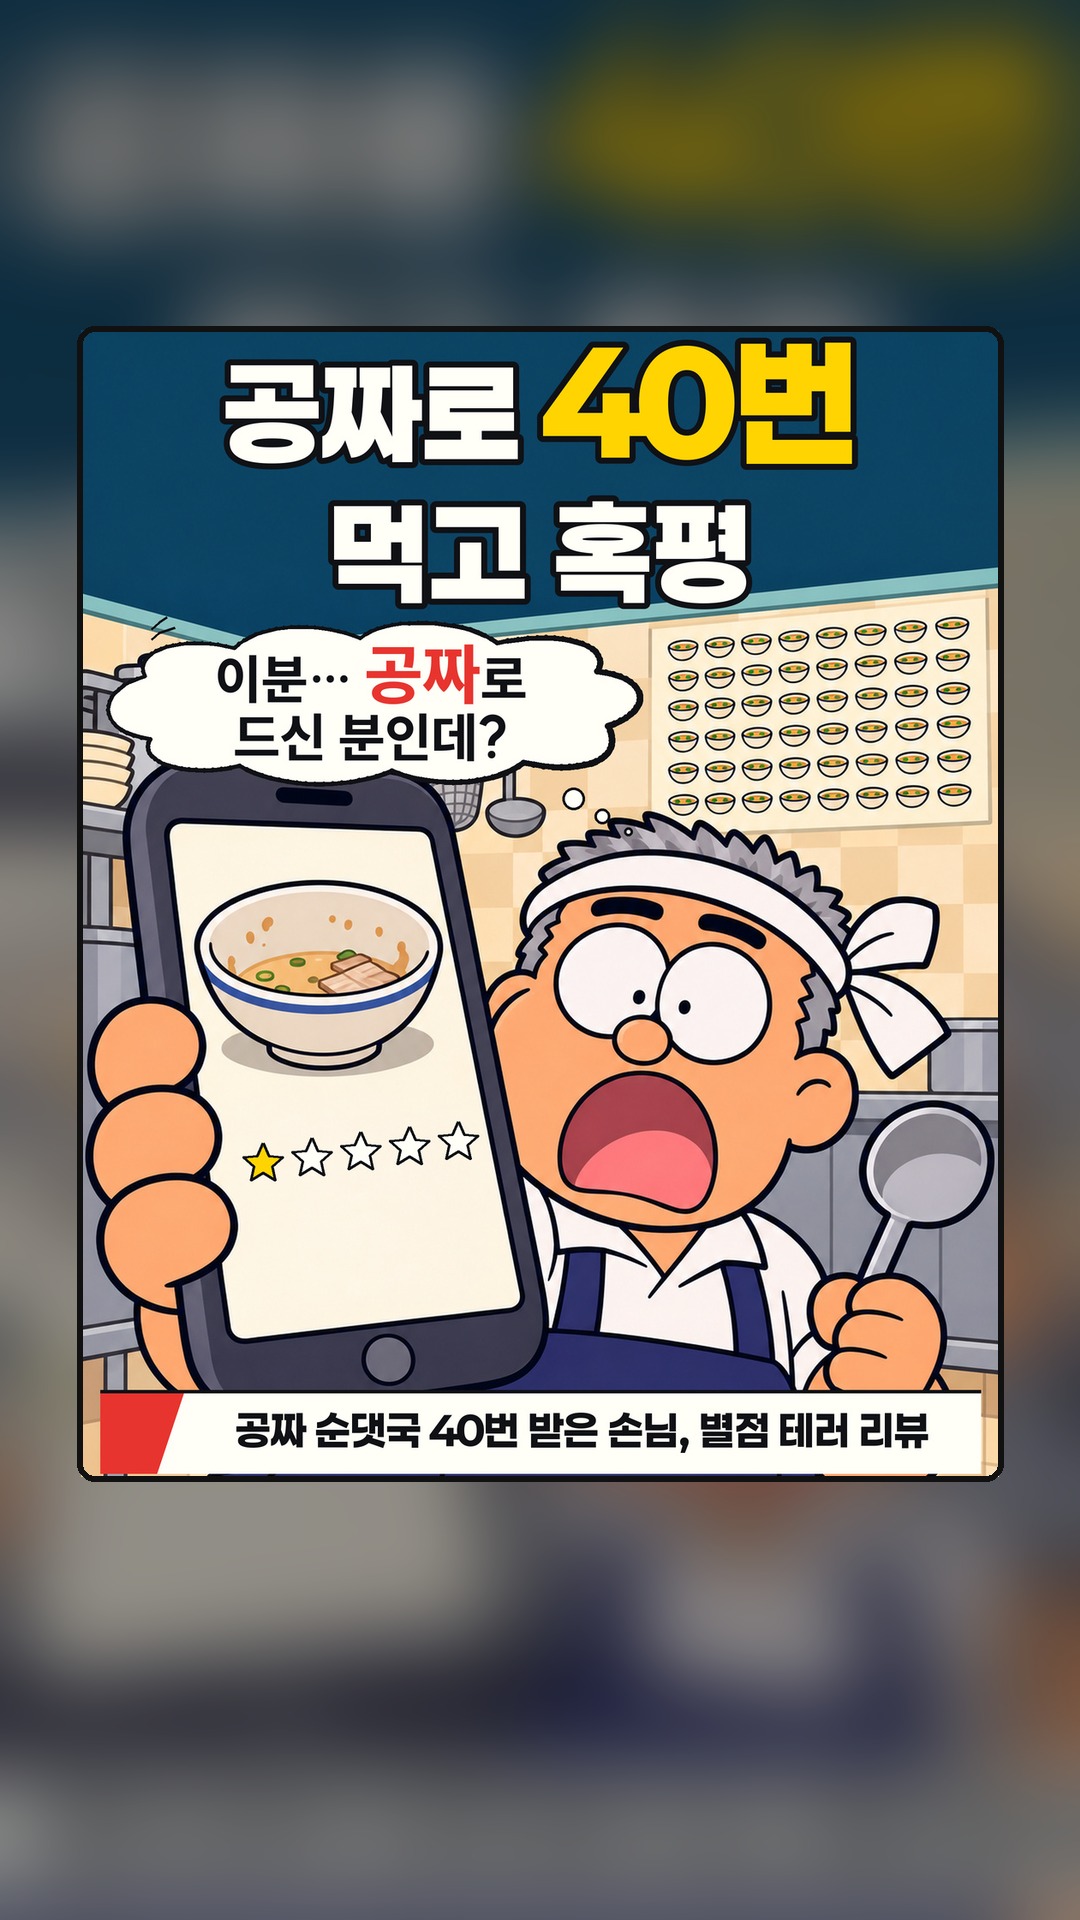 공짜로 40번
먹고 혹평
이분… 공짜로
드신 분인데?
공짜 순댓국 40번 받은 손님, 별점 테러 리뷰